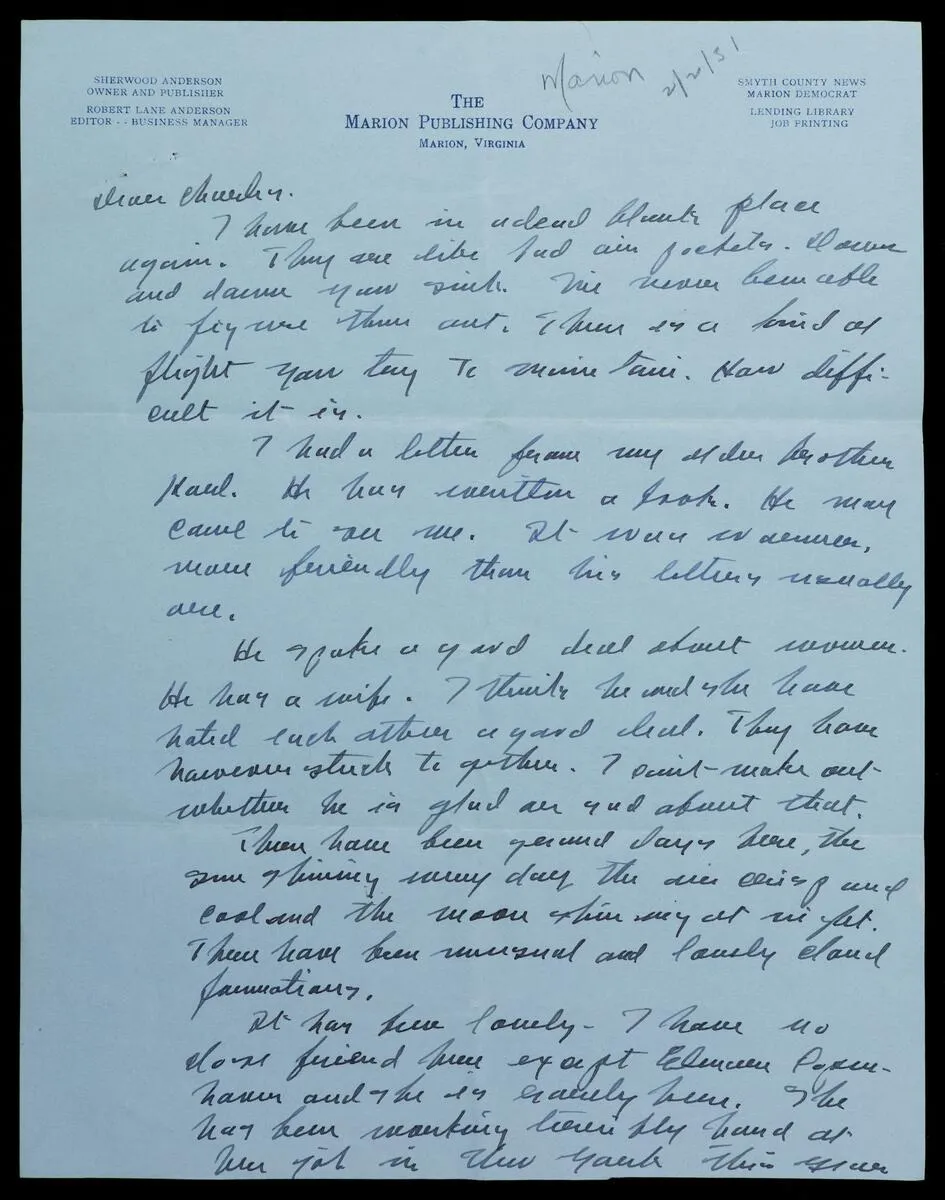 Marion
2/2/31
SHERWOOD ANDERSON
OWNER AND PUBLISHER
ROBERT LANE ANDERSON
EDITOR - - BUSINESS MANAGER
THE
MARION PUBLISHING COMPANY
MARION, VIRGINIA
SMYTH COUNTY NEWS
MARION DEMOCRAT
LENDING LIBRARY
JOB PRINTING
Dear Charles.
I have been in a dead blank place
again. They are like bad air pockets. Down
and down you sink. I've never been able
to figure them out. There is a kind of
flight you try to maintain. How diffi-
cult it is.
I had a letter from my older brother
Karl. He has written a book. He may
come to see me. It was warmer,
more friendly than his letters usually
are.
He spoke a good deal about women.
He has a wife. I think he and she have
hated each other a good deal. They have
however stuck together. I can't make out
whether he is glad or sad about that.
There have been grand days here, the
sun shining every day the air crisp and
cool and the moon shining at night.
There have been unusual and lovely cloud
formations.
It has been lonely - I have no
close friend here except Eleanor Copen-
haver and she is rarely here. She
has been working terribly hard at
her job in New York this year